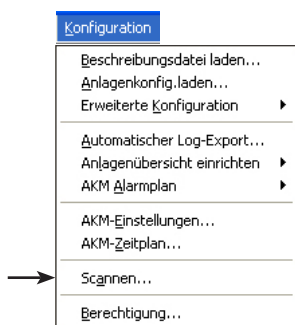 Konfiguration
Beschreibungsdatei laden...
Anlagenkonfig.laden...
Erweiterte Konfiguration
Automatischer Log-Export...
Anlagenübersicht einrichten
AKM Alarmplan
AKM-Einstellungen...
AKM-Zeitplan...
Scannen...
Berechtigung...